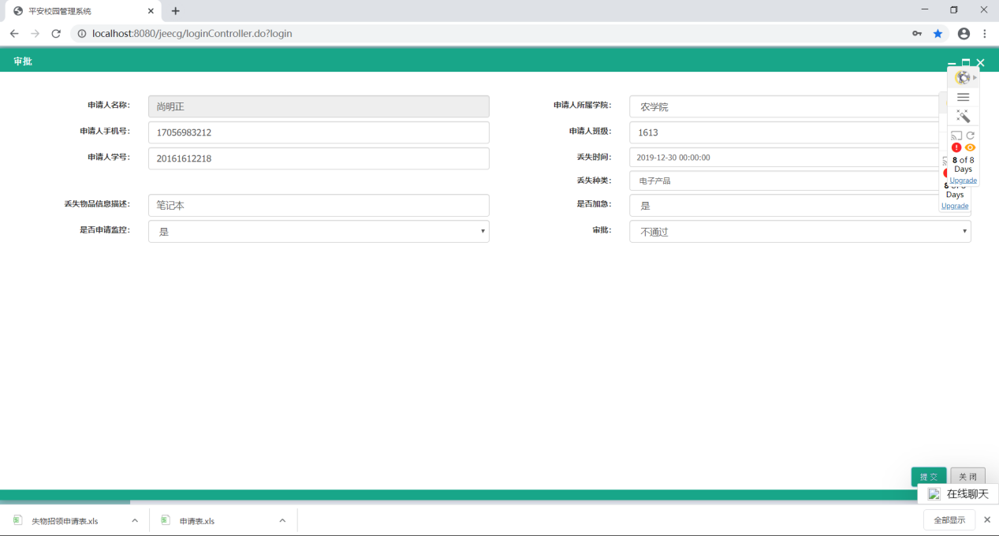 平安校园管理系统
localhost:8080/jeecg/loginController.do?login
审批
申请人名称: 尚明正 申请人所属学院: 农学院
申请人手机号: 17056983212 申请人班级: 1613
申请人学号: 20161612218 丢失时间: 2019-12-30 00:00:00
丢失种类: 电子产品
丢失物品信息描述: 笔记本 是否加急: 是
是否申请监控: 是 审批: 不通过
8 of 8
Days
Upgrade
Days
Upgrade
提交 关闭
在线聊天
失物招领申请表.xls 申请表.xls 全部显示